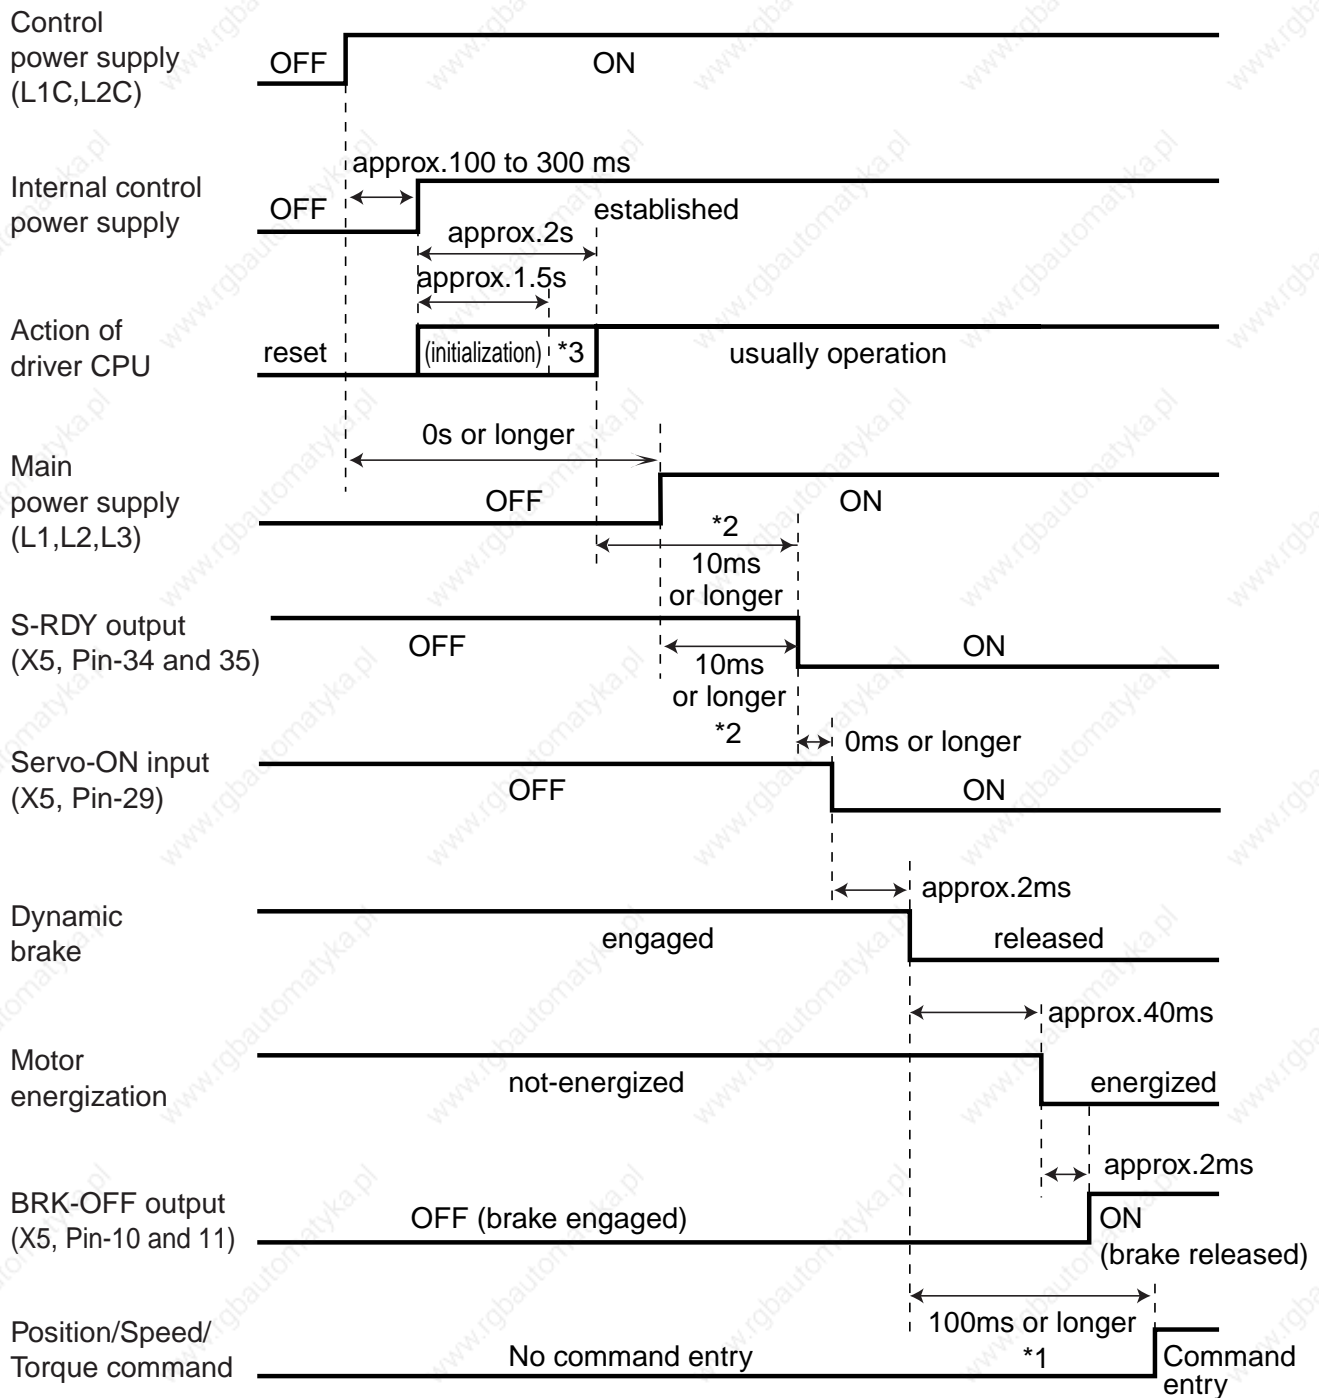 Control
power supply
(L1C,L2C)
OFF
ON
approx.100 to 300 ms
Internal control
power supply
OFF
established
approx.2s
approx.1.5s
Action of
driver CPU
reset
(initialization)
*3
usually operation
0s or longer
Main
power supply
(L1,L2,L3)
OFF
ON
*2
10ms
or longer
S-RDY output
(X5, Pin-34 and 35)
OFF
ON
10ms
or longer
*2
0ms or longer
Servo-ON input
(X5, Pin-29)
OFF
ON
approx.2ms
Dynamic
brake
engaged
released
approx.40ms
Motor
energization
not-energized
energized
approx.2ms
BRK-OFF output
(X5, Pin-10 and 11)
OFF (brake engaged)
ON
(brake released)
100ms or longer
*1
Position/Speed/
Torque command
No command entry
Command
entry
www.rgbautomatyka.pl